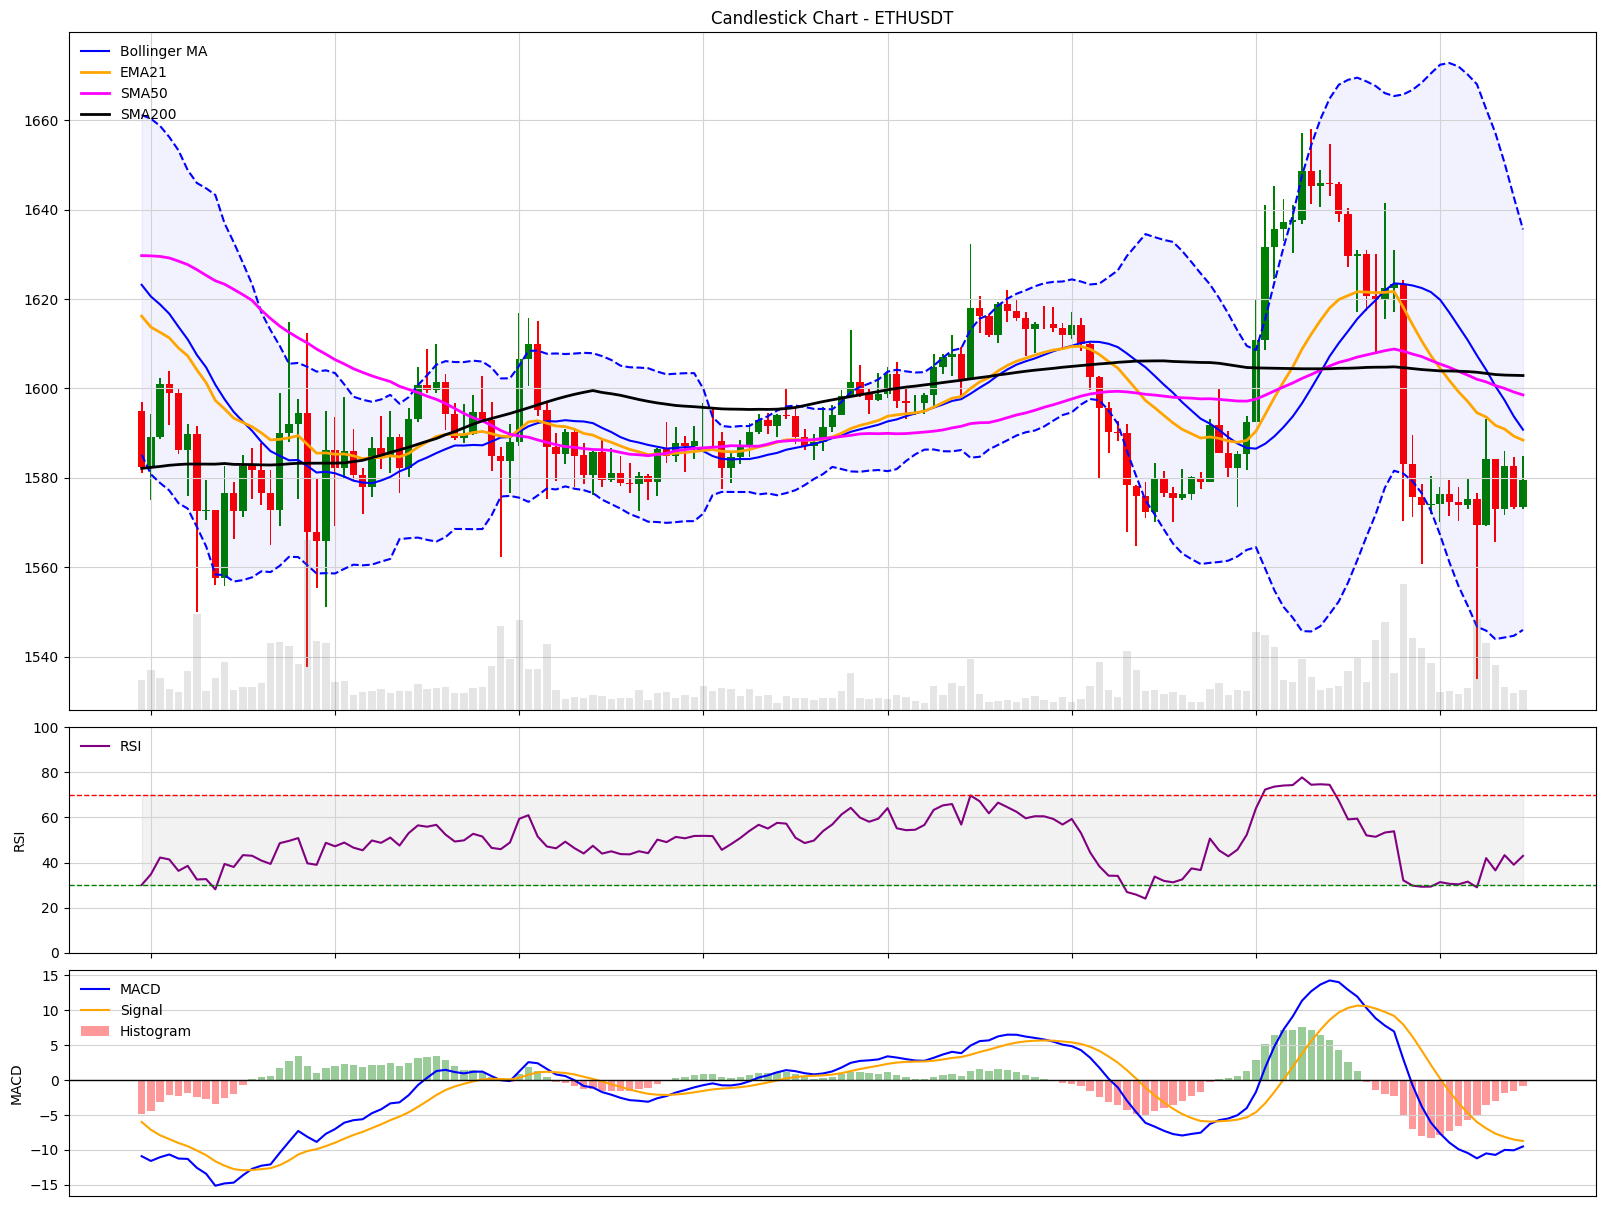 Candlestick Chart - ETHUSDT
Bollinger MA
EMA21
SMA50
SMA200
1660
1640
1620
1600
1580
1560
1540
RSI
100
80
60
40
20
0
RSI
MACD
Signal
Histogram
15
10
5
0
−5
−10
−15
MACD